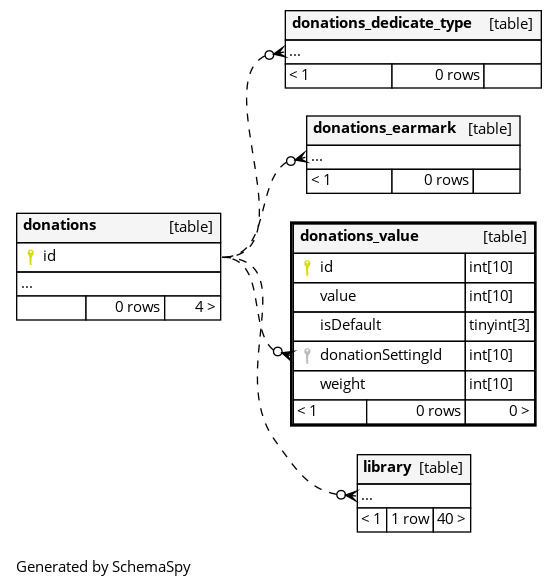 donations_dedicate_type [table]
...
< 1 0 rows
donations_earmark [table]
...
< 1 0 rows
donations [table]
id
...
0 rows 4 >
donations_value [table]
id int[10]
value int[10]
isDefault tinyint[3]
donationSettingId int[10]
weight int[10]
< 1 0 rows 0 >
library [table]
...
< 1 1 row 40 >
Generated by SchemaSpy